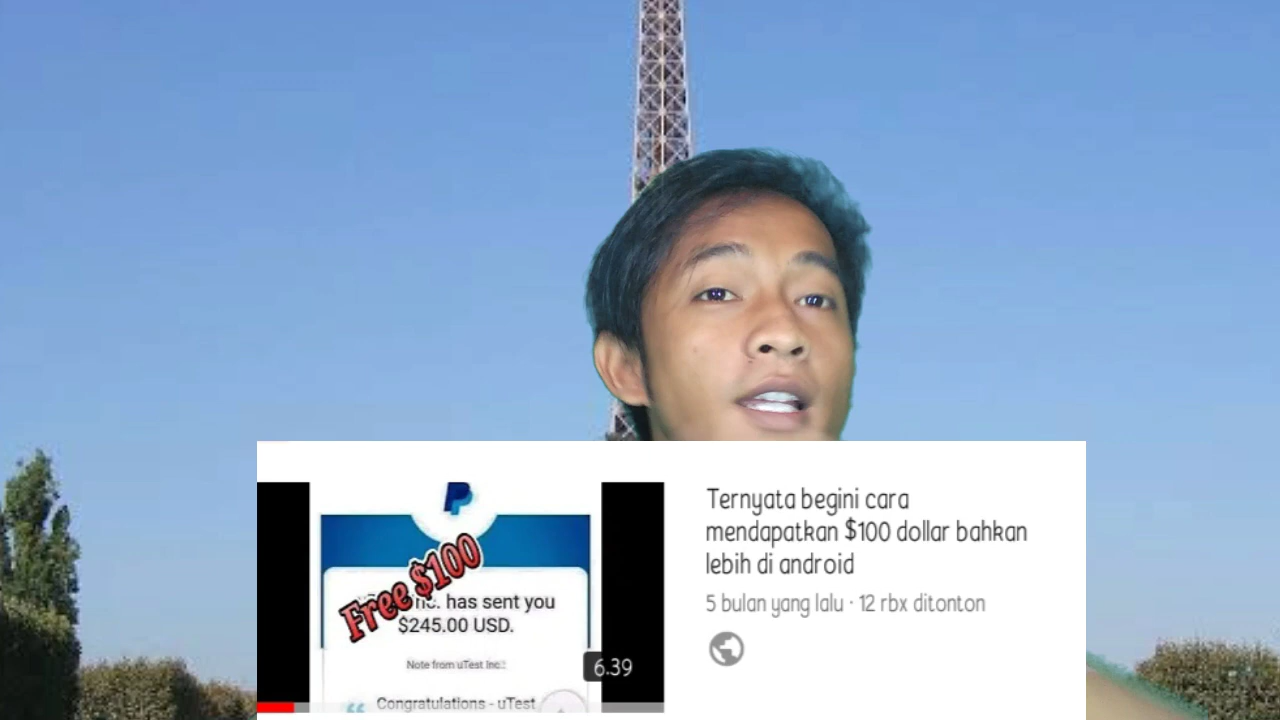 Free $100
nc. has sent you
$245.00 USD.
Note from uTest Inc.:
Congratulations - uTest
6.39
Ternyata begini cara
mendapatkan $100 dollar bahkan
lebih di android
5 bulan yang lalu · 12 rbx ditonton